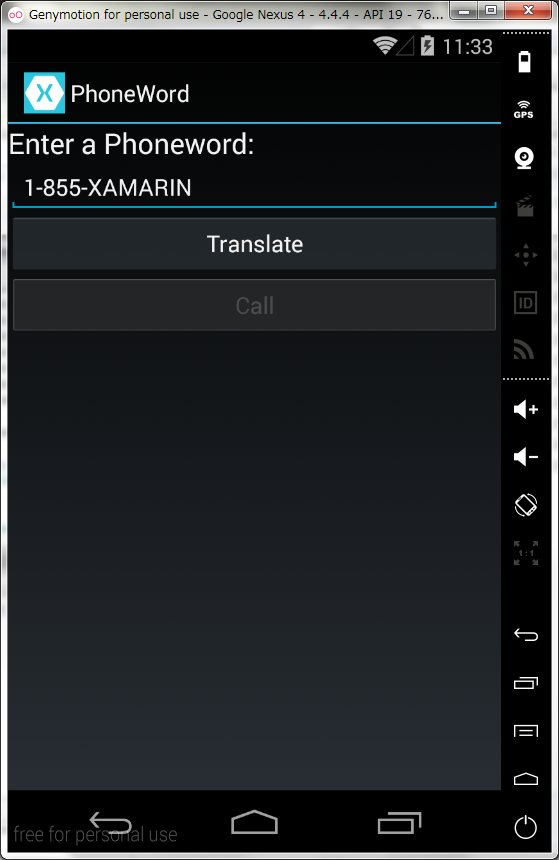 Genymotion for personal use - Google Nexus 4 - 4.4.4 - API 19 - 76...
11:33
X PhoneWord
GPS
Enter a Phoneword:
1-855-XAMARIN
Translate
ID
Call
1:1
free for personal use